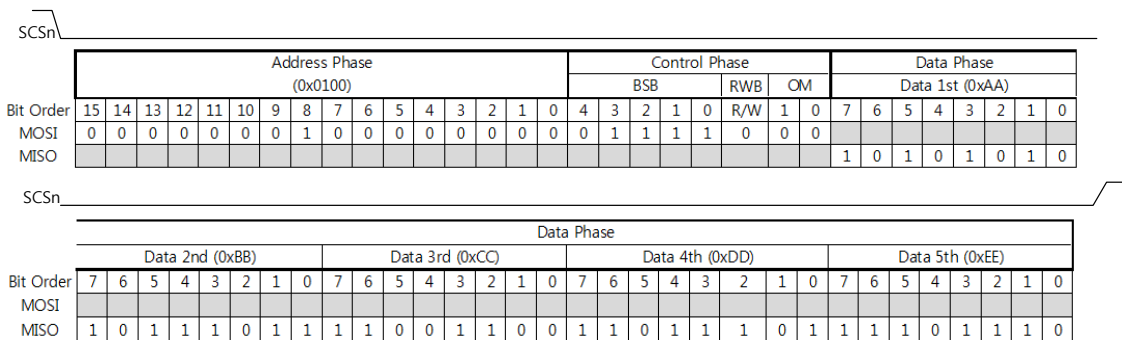 SCSn
Address Phase Control Phase Data Phase
(0x0100) BSB RWB OM Data 1st (0xAA)
Bit Order 15 14 13 12 11 10 9 8 7 6 5 4 3 2 1 0 4 3 2 1 0 R/W 1 0 7 6 5 4 3 2 1 0
MOSI 0 0 0 0 0 0 0 1 0 0 0 0 0 0 0 0 0 1 1 1 1 0 0 0
MISO 1 0 1 0 1 0 1 0
SCSn
Data Phase
Data 2nd (0xBB) Data 3rd (0xCC) Data 4th (0xDD) Data 5th (0xEE)
Bit Order 7 6 5 4 3 2 1 0 7 6 5 4 3 2 1 0 7 6 5 4 3 2 1 0 7 6 5 4 3 2 1 0
MOSI
MISO 1 0 1 1 1 0 1 1 1 1 0 0 1 1 0 0 1 1 0 1 1 1 0 1 1 1 1 0 1 1 1 0